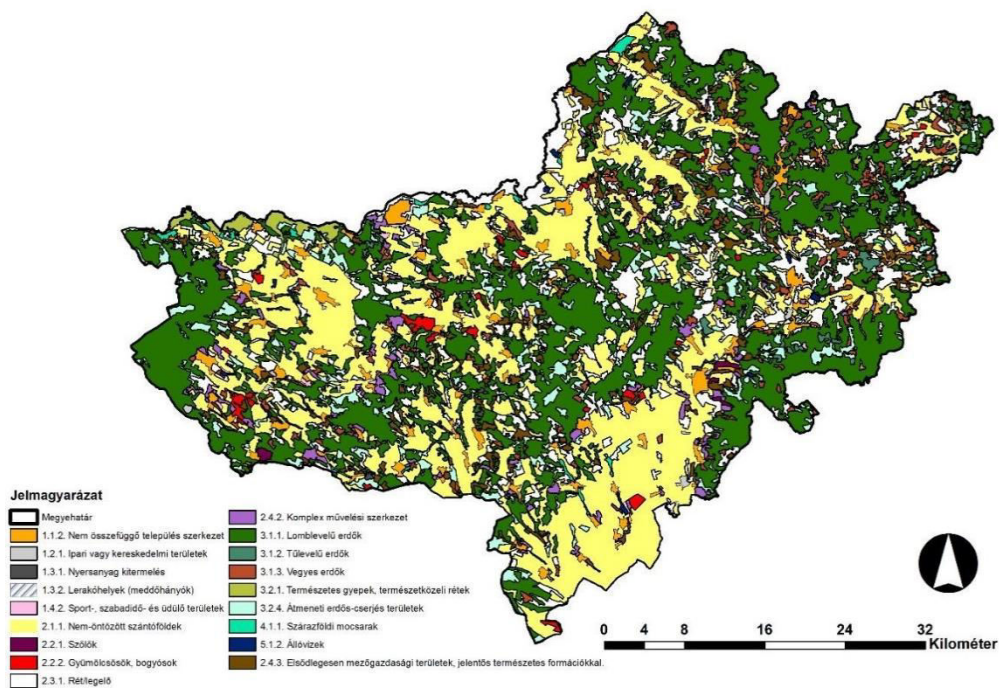 Jelmagyarázat
Megyehatár
1.1.2. Nem összefüggő település szerkezet
1.2.1. Ipari vagy kereskedelmi területek
1.3.1. Nyersanyag kitermelés
1.3.2. Lerakóhelyek (meddőhányók)
1.4.2. Sport-, szabadidő- és üdülő területek
2.1.1. Nem-öntözött szántóföldek
2.2.1. Szőlők
2.2.2. Gyümölcsösök, bogyósok
2.3.1. Rét/legelő
2.4.2. Komplex művelési szerkezet
3.1.1. Lomblevelű erdők
3.1.2. Tűlevelű erdők
3.1.3. Vegyes erdők
3.2.1. Természetes gyepek, természetközeli rétek
3.2.4. Átmeneti erdős-cserjés területek
4.1.1. Szárazföldi mocsarak
5.1.2. Állóvizek
2.4.3. Elsődlegesen mezőgazdasági területek, jelentős természetes formációkkal.
0 4 8 16 24 32
Kilométer